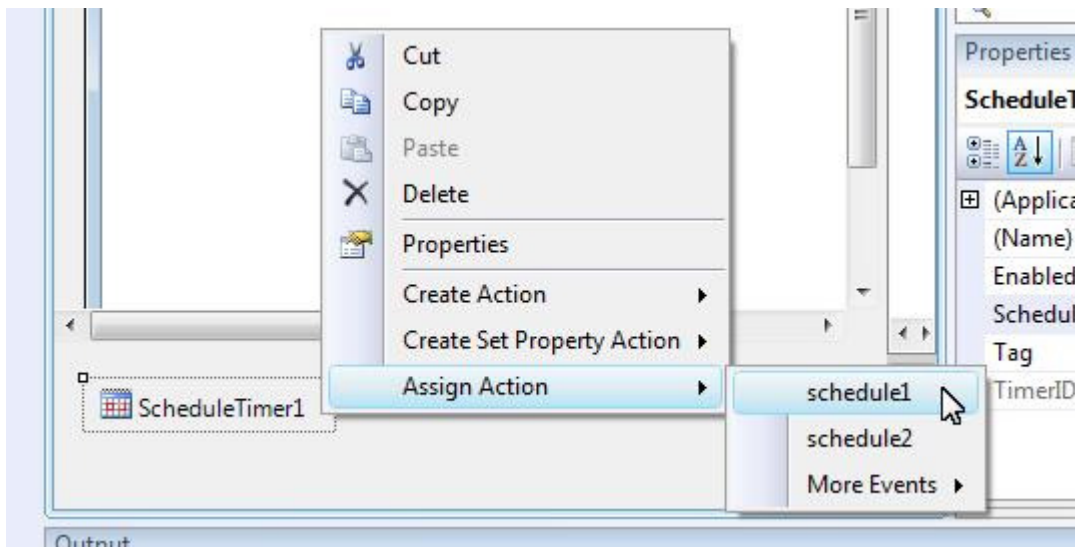 Cut
Copy
Paste
Delete
Properties
Create Action
Create Set Property Action
Assign Action
schedule1
schedule2
More Events
ScheduleTimer1
Properties
ScheduleT
A
Z
(Applica
(Name)
Enabled
Schedul
Tag
TimerID
Output